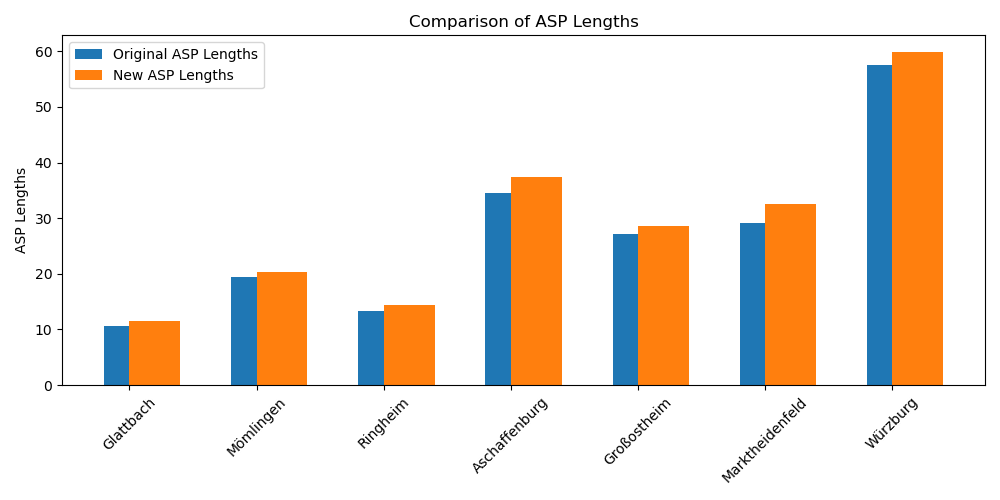 Comparison of ASP Lengths
Original ASP Lengths
New ASP Lengths
ASP Lengths
60
50
40
30
20
10
0
Glattbach
Mömlingen
Ringheim
Aschaffenburg
Großostheim
Marktheidenfeld
Würzburg